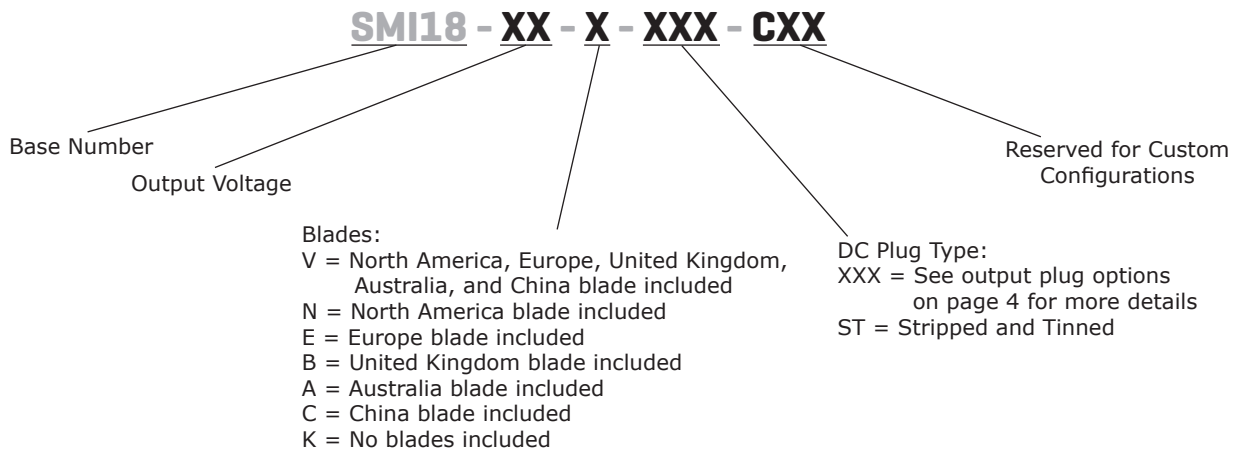 SMI18 - XX - X - XXX - CXX
Base Number
Output Voltage
Blades:
V = North America, Europe, United Kingdom,
Australia, and China blade included
N = North America blade included
E = Europe blade included
B = United Kingdom blade included
A = Australia blade included
C = China blade included
K = No blades included
DC Plug Type:
XXX = See output plug options
on page 4 for more details
ST = Stripped and Tinned
Reserved for Custom
Configurations